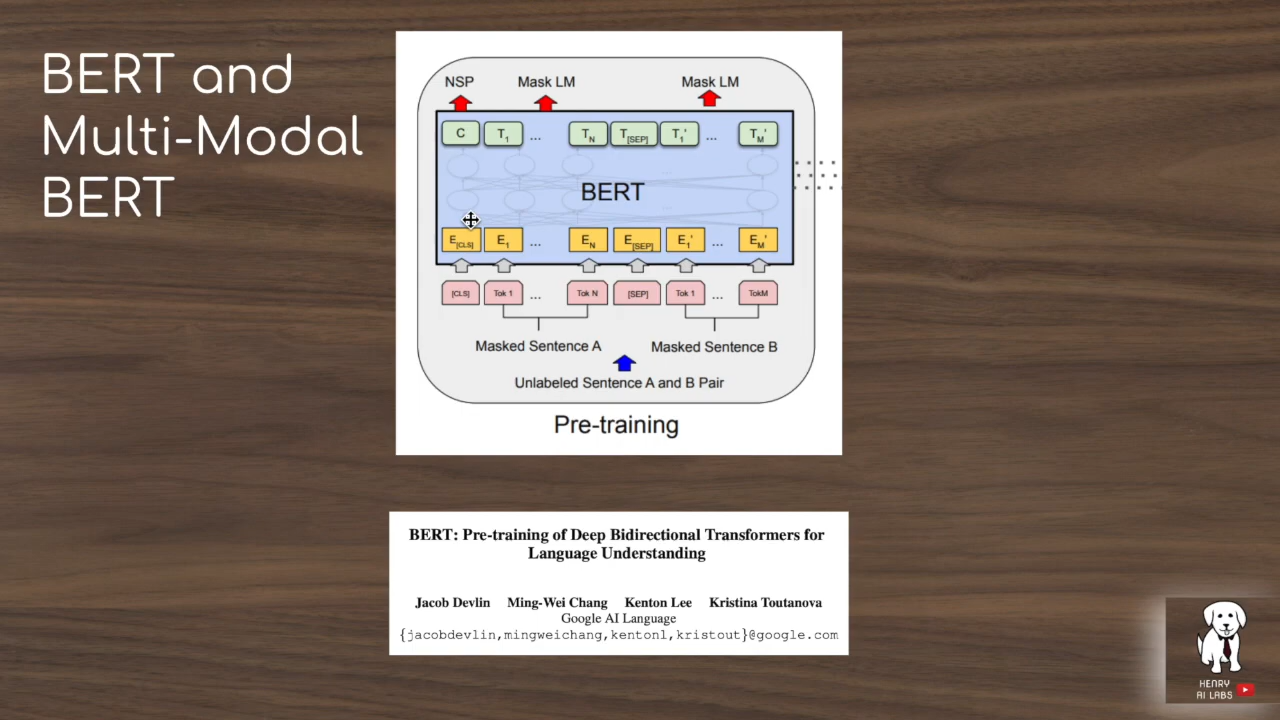 BERT and
Multi-Modal
BERT
NSP Mask LM Mask LM
C T1 ... TN T[SEP] T1' ... TM'
BERT
E[CLS] E1 ... EN E[SEP] E1' ... EM'
[CLS] Tok 1 ... Tok N [SEP] Tok 1 ... TokM
Masked Sentence A Masked Sentence B
Unlabeled Sentence A and B Pair
Pre-training
BERT: Pre-training of Deep Bidirectional Transformers for
Language Understanding
Jacob Devlin Ming-Wei Chang Kenton Lee Kristina Toutanova
Google AI Language
{jacobdevlin,mingweichang,kentonl,kristout}@google.com
HENRY
AI LABS